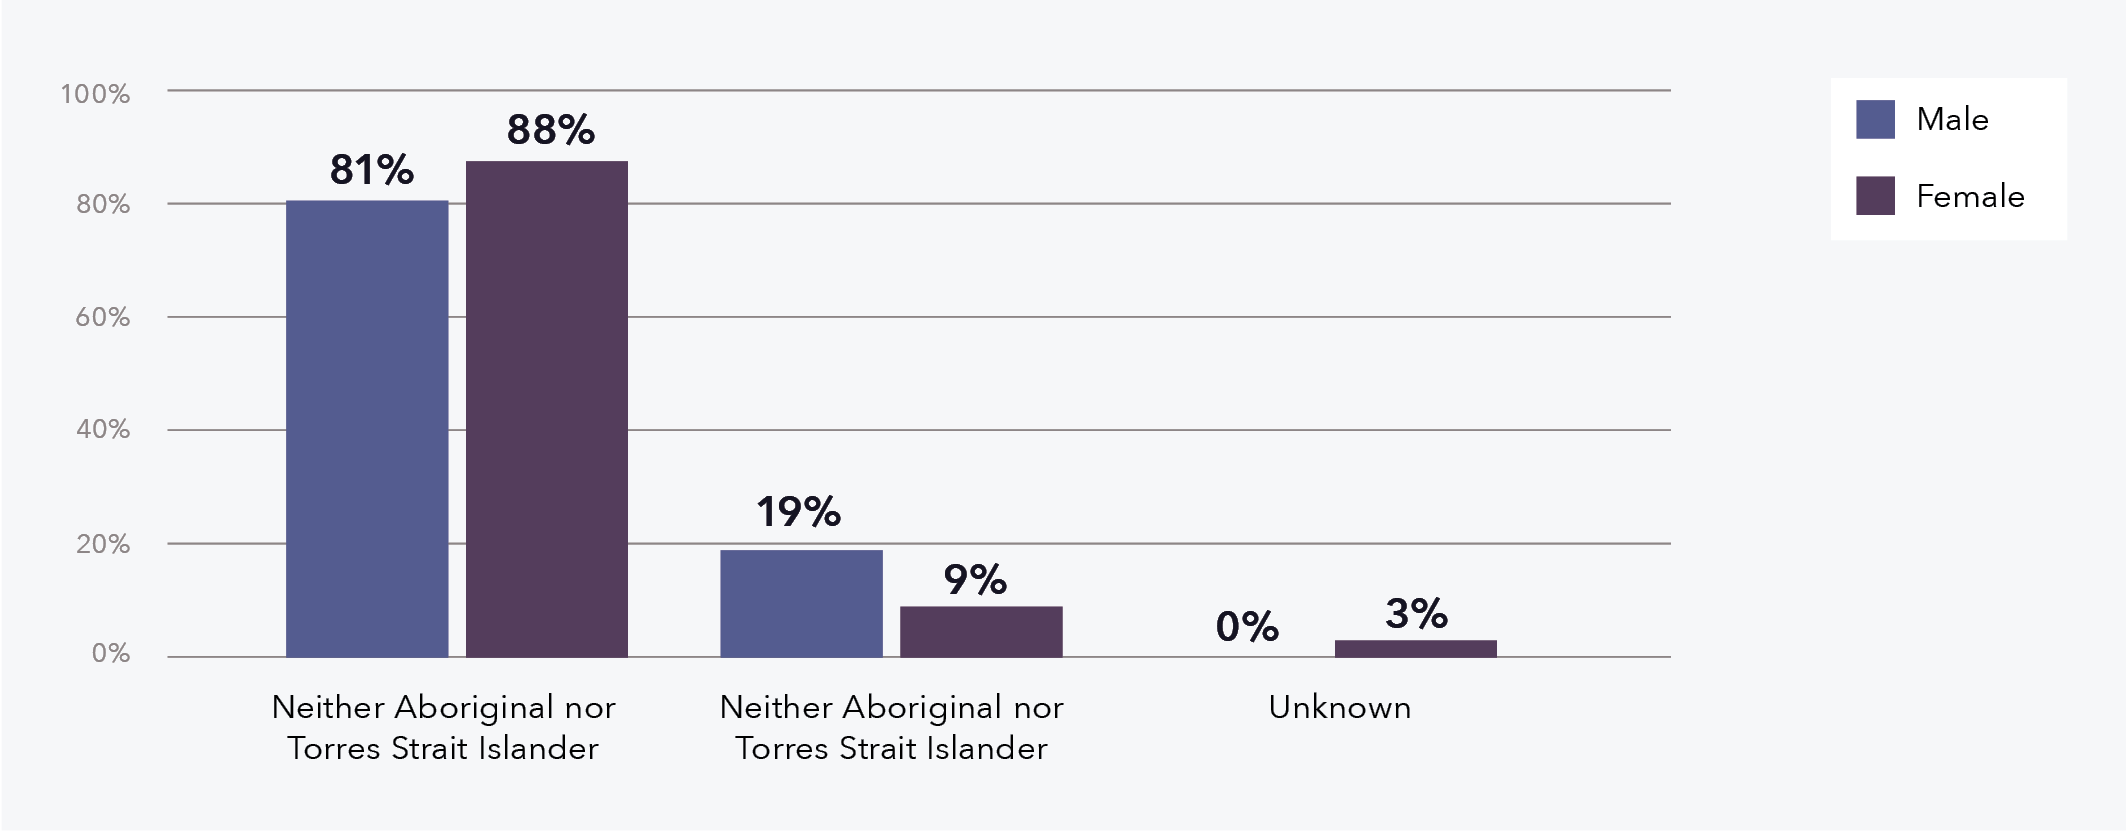 100%
80%
60%
40%
20%
0%
81%
88%
19%
9%
0%
3%
Neither Aboriginal nor
Torres Strait Islander
Neither Aboriginal nor
Torres Strait Islander
Unknown
Male
Female